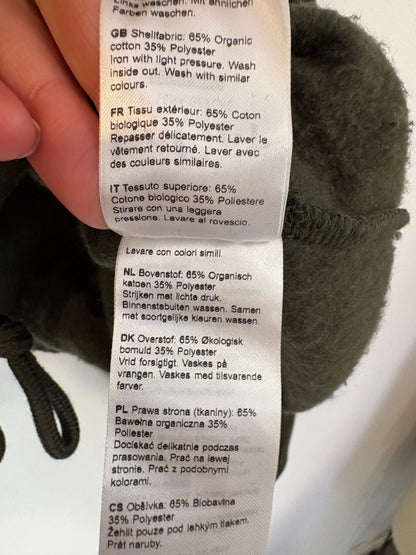 Links waschen. Mit ähnlichen
Farben waschen.
GB Shellfabric: 65% Organic
cotton 35% Polyester
Iron with light pressure. Wash
inside out. Wash with similar
colours.
FR Tissu extérieur: 65% Coton
biologique 35% Polyester
Repasser délicatement. Laver le
vêtement retourné. Laver avec
des couleurs similaires.
IT Tessuto superiore: 65%
Cotone biologico 35% Poliestere
Stirare con una leggera
pressione. Lavare al rovescio.
Lavare con colori simili.
NL Bovenstof: 65% Organisch
katoen 35% Polyester
Strijken met lichte druk.
Binnenstebuiten wassen. Samen
met soortgelijke kleuren wassen.
DK Overstof: 65% Økologisk
bomuld 35% Polyester
Vrid forsigtigt. Vaskes på
vrangen. Vaskes med tilsvarende
farver.
PL Prawa strona (tkaniny): 65%
Bawełna organiczna 35%
Poliester
Dociskać delikatnie podczas
prasowania. Prać na lewej
stronie. Prać z podobnymi
kolorami.
CS Obšívka: 65% Biobavlna
35% Polyester
Žehlit pouze pod lehkým tlakem.
Prát naruby.